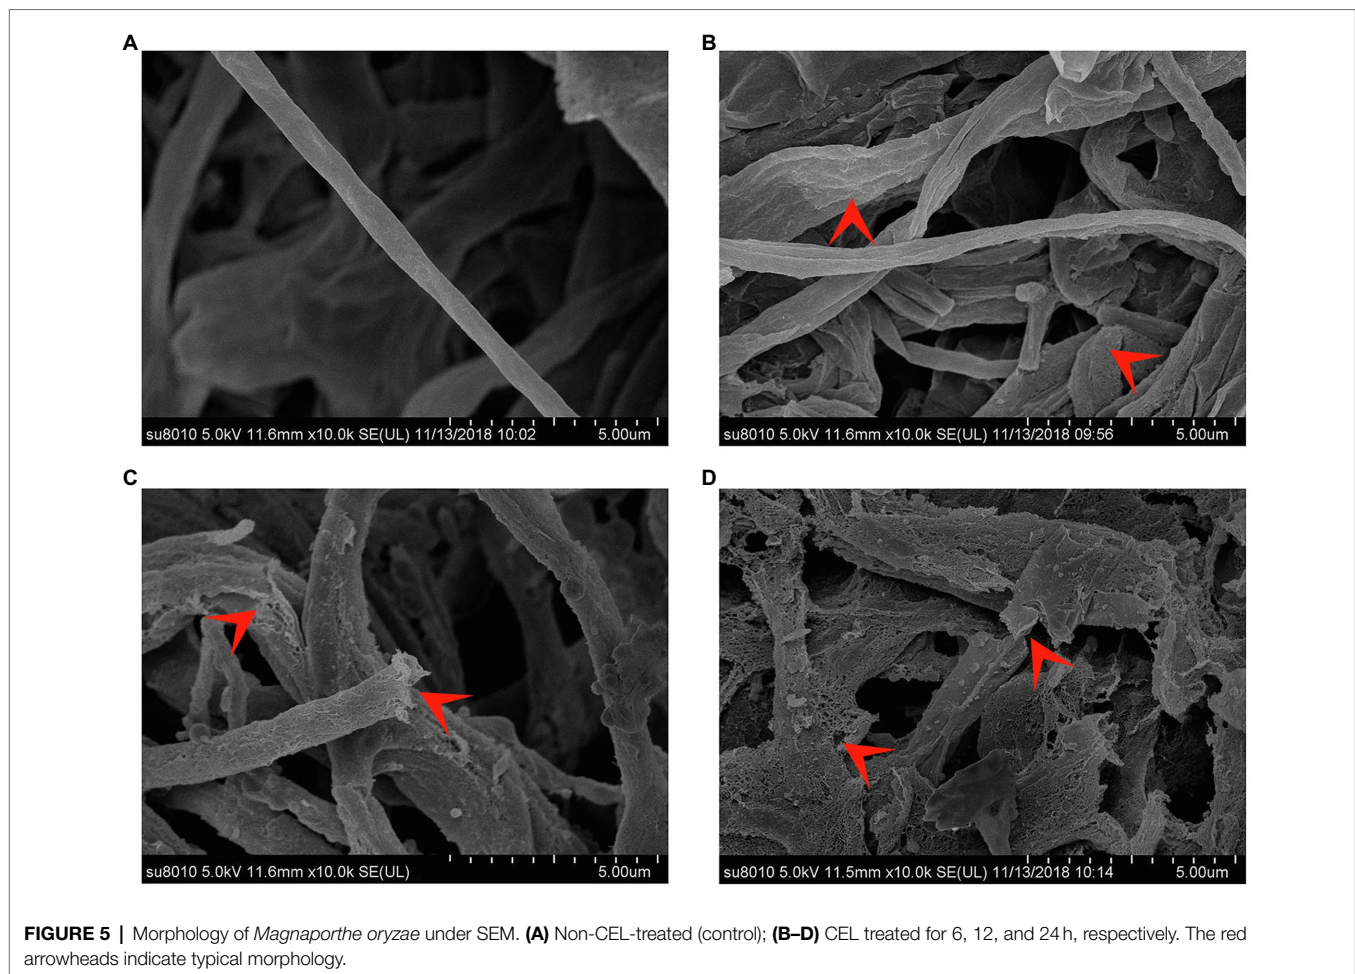 A
B
su8010 5.0kV 11.6mm x10.0k SE(UL) 11/13/2018 10:02 5.00um
su8010 5.0kV 11.6mm x10.0k SE(UL) 11/13/2018 09:56 5.00um
C
D
su8010 5.0kV 11.6mm x10.0k SE(UL) 5.00um
su8010 5.0kV 11.5mm x10.0k SE(UL) 11/13/2018 10:14 5.00um
FIGURE 5 | Morphology of Magnaporthe oryzae under SEM. (A) Non-CEL-treated (control); (B–D) CEL treated for 6, 12, and 24 h, respectively. The red
arrowheads indicate typical morphology.